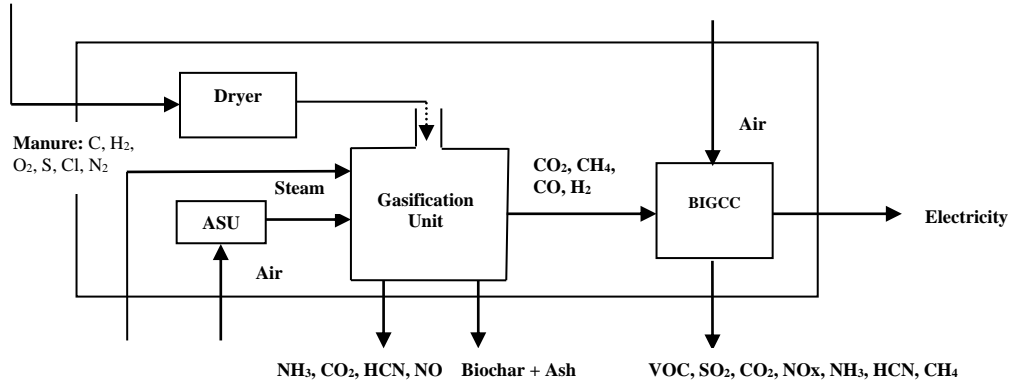 Dryer
Manure: C, H₂,
O₂, S, Cl, N₂
Air
CO₂, CH₄,
CO, H₂
Steam
Gasification
Unit
BIGCC
ASU
Electricity
Air
NH₃, CO₂, HCN, NO
Biochar + Ash
VOC, SO₂, CO₂, NOx, NH₃, HCN, CH₄